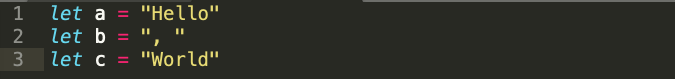 1 let a = "Hello"
2 let b = ", "
3 let c = "World"